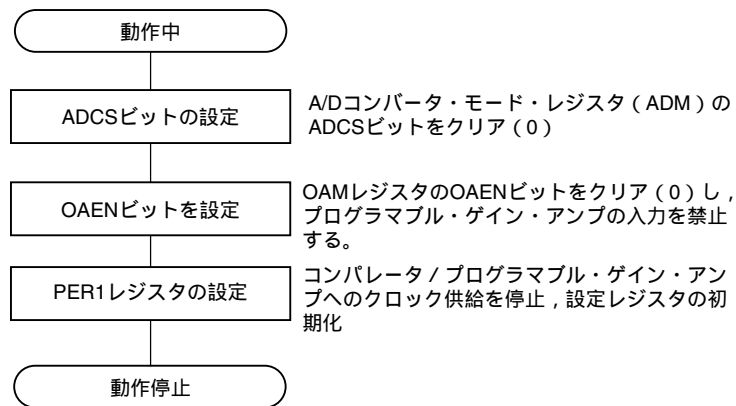 動作中
ADCSビットの設定
A/Dコンバータ・モード・レジスタ（ADM）の
ADCSビットをクリア（0）
OAENビットを設定
OAMレジスタのOAENビットをクリア（0）し，
プログラマブル・ゲイン・アンプの入力を禁止
する。
PER1レジスタの設定
コンパレータ／プログラマブル・ゲイン・アン
プへのクロック供給を停止，設定レジスタの初
期化
動作停止